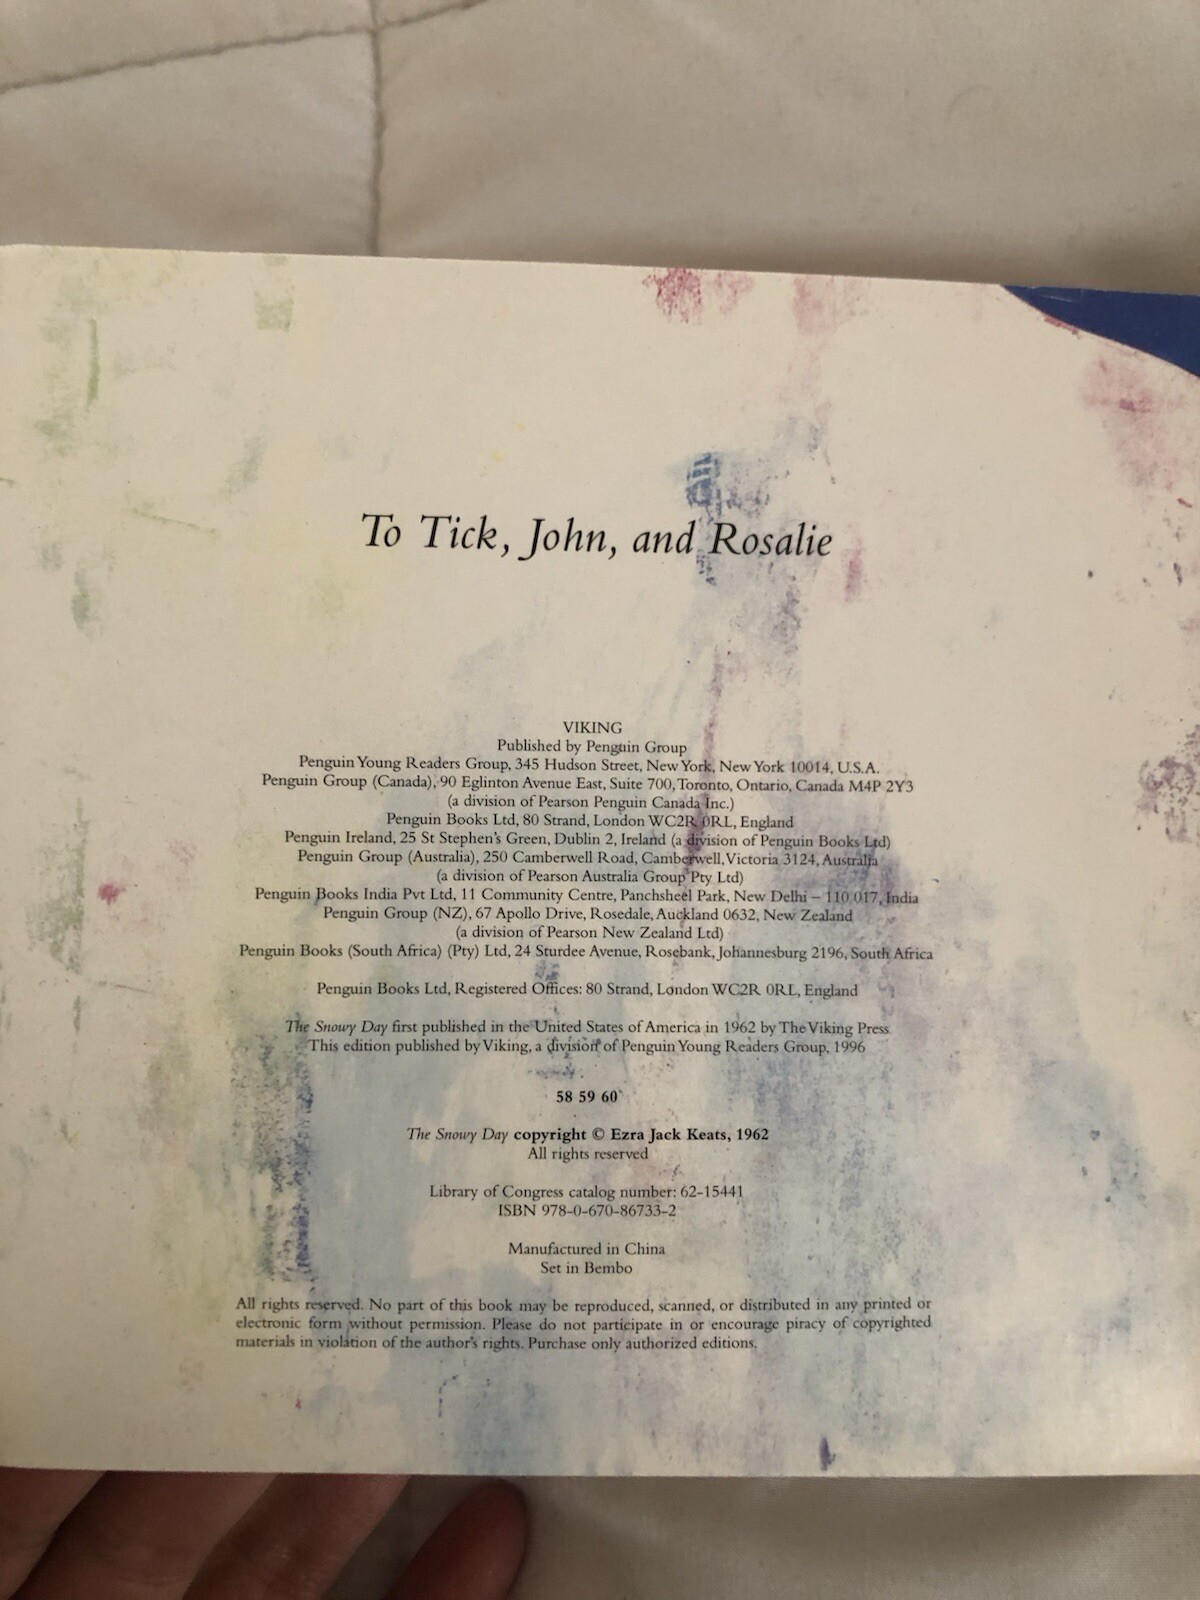 To Tick, John, and Rosalie
VIKING
Published by Penguin Group
Penguin Young Readers Group, 345 Hudson Street, New York, New York 10014, U.S.A.
Penguin Group (Canada), 90 Eglinton Avenue East, Suite 700, Toronto, Ontario, Canada M4P 2Y3
(a division of Pearson Penguin Canada Inc.)
Penguin Books Ltd, 80 Strand, London WC2R 0RL, England
Penguin Ireland, 25 St Stephen's Green, Dublin 2, Ireland (a division of Penguin Books Ltd)
Penguin Group (Australia), 250 Camberwell Road, Camberwell, Victoria 3124, Australia
(a division of Pearson Australia Group Pty Ltd)
Penguin Books India Pvt Ltd, 11 Community Centre, Panchsheel Park, New Delhi – 110 017, India
Penguin Group (NZ), 67 Apollo Drive, Rosedale, Auckland 0632, New Zealand
(a division of Pearson New Zealand Ltd)
Penguin Books (South Africa) (Pty) Ltd, 24 Sturdee Avenue, Rosebank, Johannesburg 2196, South Africa
Penguin Books Ltd, Registered Offices: 80 Strand, London WC2R 0RL, England
The Snowy Day first published in the United States of America in 1962 by The Viking Press
This edition published by Viking, a division of Penguin Young Readers Group, 1996
58 59 60
The Snowy Day copyright © Ezra Jack Keats, 1962
All rights reserved
Library of Congress catalog number: 62-15441
ISBN 978-0-670-86733-2
Manufactured in China
Set in Bembo
All rights reserved. No part of this book may be reproduced, scanned, or distributed in any printed or
electronic form without permission. Please do not participate in or encourage piracy of copyrighted
materials in violation of the author's rights. Purchase only authorized editions.